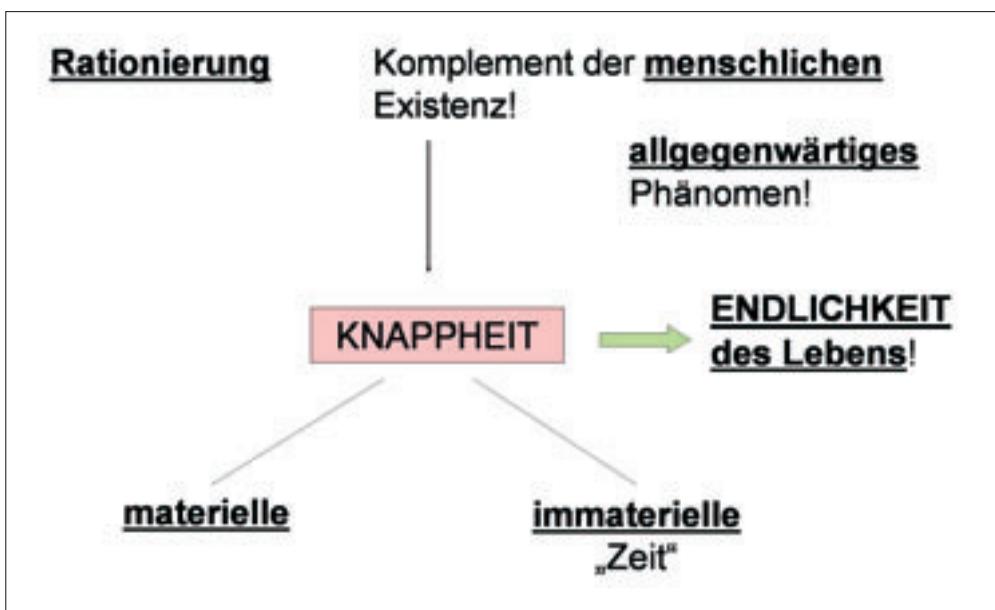 Rationierung
Komplement der menschlichen
Existenz!
allgegenwärtiges
Phänomen!
KNAPPHEIT
ENDLICHKEIT
des Lebens!
materielle
immaterielle
„Zeit“